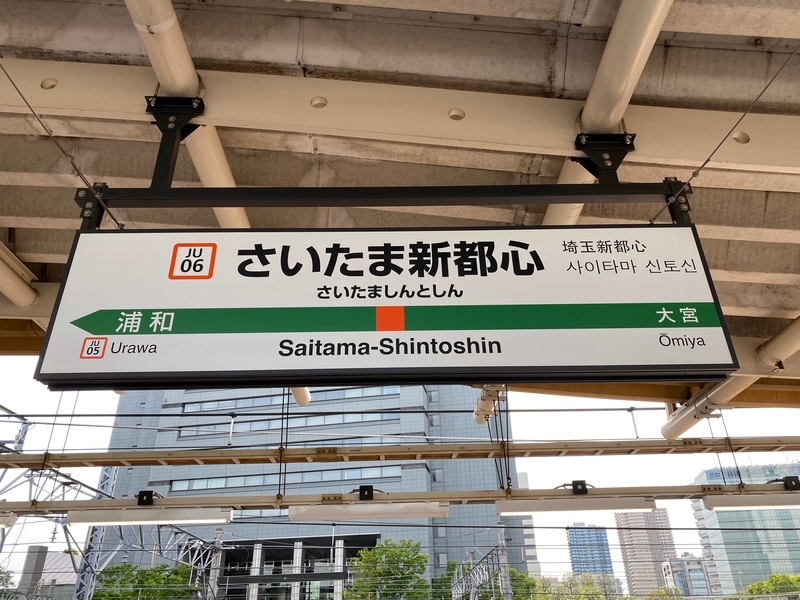 JU
06
さいたま新都心
埼玉新都心
사이타마 신토신
さいたましんとしん
浦和
大宮
JU
05
Urawa
Saitama-Shintoshin
Ōmiya